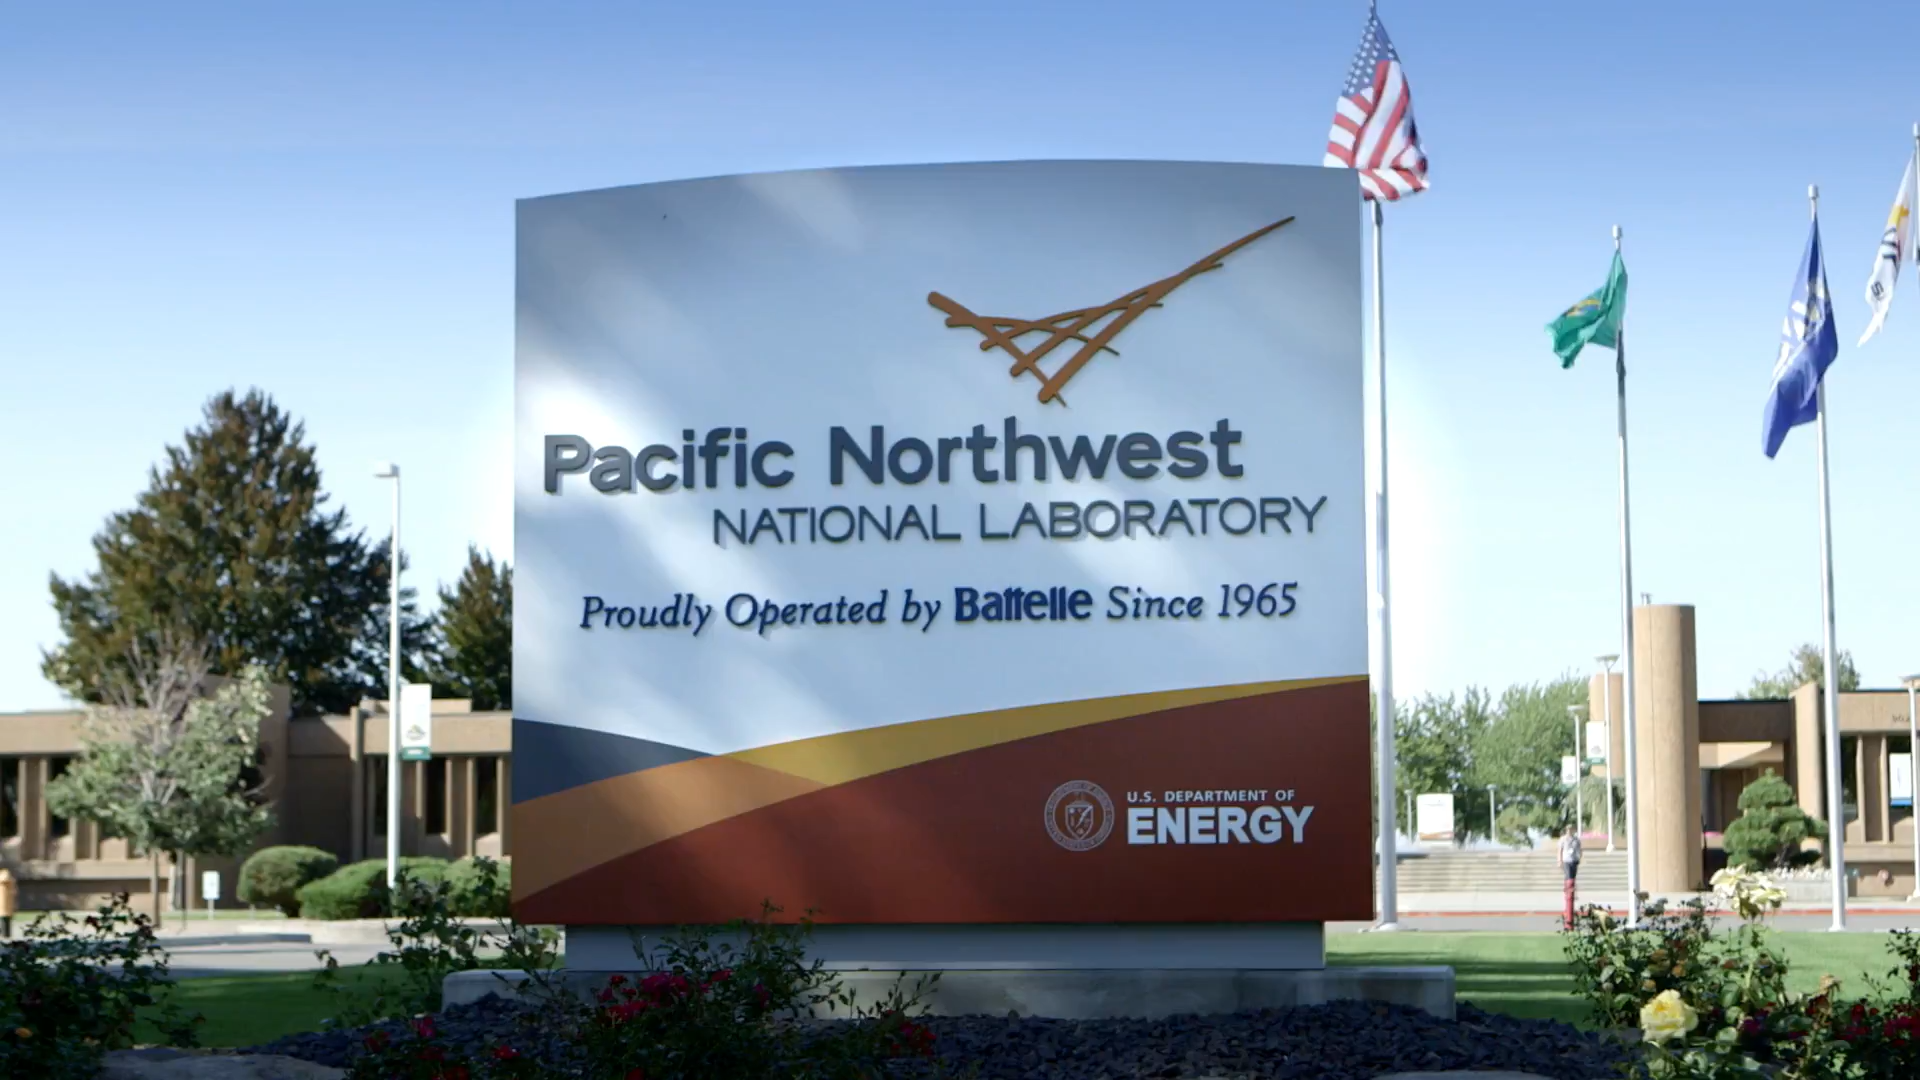 Pacific Northwest
NATIONAL LABORATORY
Proudly Operated by Battelle Since 1965
U.S. DEPARTMENT OF
ENERGY